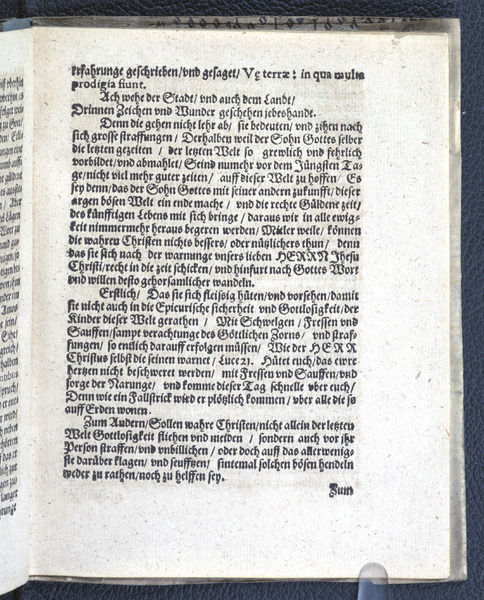 erfahrunge geschrieben/vnd gesaget/ Vę terræ: in qua multa
prodigia fiunt.
Ach wehe der Stadt/ vnd auch dem Landt/
Drinnen Zeichen vnd Wunder geschehen zehandt.
Denn die gehen nicht lehr ab/ sie bedeuten/ vnd zihen nach
sich grosse straffungen/ Derhalben weil der Sohn Gottes selber
die letzten gezeiten/ der letzten Welt so grewlich vnd fehrlich
vorbildet/vnd abmahlet/ Seind numehr vor dem Jüngsten Ta-
ge/nicht viel mehr guter zeiten/ auff dieser Welt zu hoffen/ Es
sey denn/das der Sohn Gottes mit seiner andern zukunfft/dieser
argen bösen Welt ein ende mache/ vnd die rechte Güldene zeit/
des künfftigen Lebens mit sich bringe/ daraus wir in alle ewig-
keit nimmermehr heraus begeren werden/ Mitler weile/ können
die wahren Christen nichts bessers/ oder nützlichers thun/ denn
das sie sich nach der warnunge vnsers lieben HERRN Jhesu
Christi/recht in die zeit schicken/vnd hinfurt nach Gottes Wort
vnd willen desto gehorsamlicher wandeln.
Erstlich/ Das sie sich fleissig hüten/vnd vorsehen/damit
sie nicht auch in die Epicurische sicherheit vnd Gottlosigkeit/der
Kinder dieser Welt gerathen/ Mit Schwelgen/ Fressen vnd
Sauffen/sampt verachtunge des Göttlichen Zorns/ vnd straf-
fungen/ so entlich darauff erfolgen müssen/ Wie der HERR
Christus selbst die seinen warnet/ Luce 21. Hütet euch/das ewre
hertzen nicht beschweret werden/ mit Fressen vnd Sauffen/vnd
sorge der Narunge/ vnd komme dieser Tag schnelle vber euch/
Denn wie ein Fallstrick wird er plötzlich kommen/ vber alle die so
auff Erden wonen.
Zum Andern/Sollen wahre Christen/nicht allein der letzten
Welt Gottlosigkeit fliehen vnd meiden/ sondern auch vor jhr
Person straffen/vnd vnbillichen/ oder doch auff das allerwenig-
ste darüber klagen/ vnd seufftzen/ sintemal solchen bösen hendeln
weder zu rathen/noch zu helffen sey.
Zum